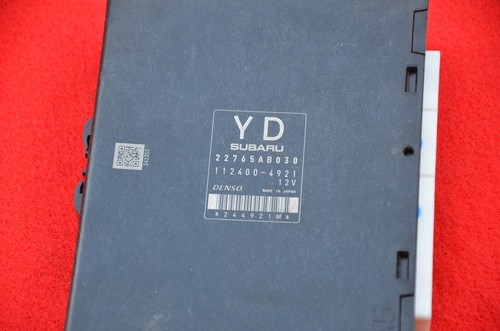 YD
SUBARU
22765AB030
112400-4921
12V
DENSO MADE IN JAPAN
*244921M*